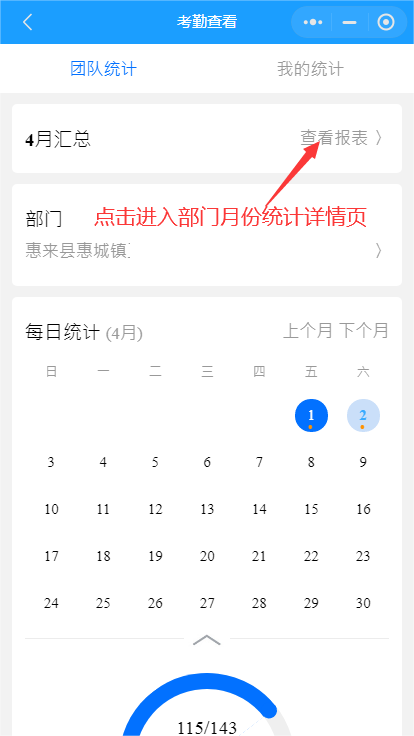 考勤查看
团队统计 我的统计
4月汇总 查看报表
点击进入部门月份统计详情页
部门
惠来县惠城镇
每日统计 (4月) 上个月 下个月
日 一 二 三 四 五 六
1 2
3 4 5 6 7 8 9
10 11 12 13 14 15 16
17 18 19 20 21 22 23
24 25 26 27 28 29 30
115/143